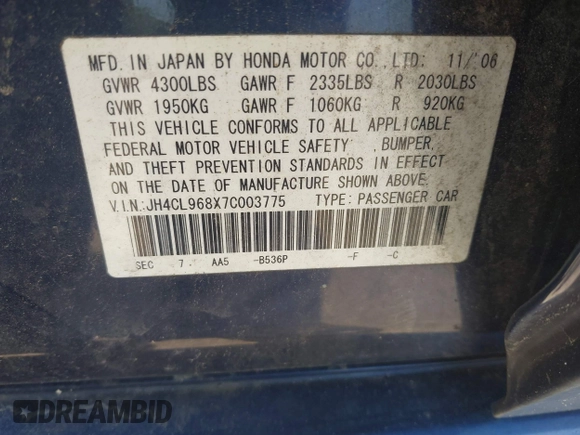 MFD. IN JAPAN BY HONDA MOTOR CO., LTD. 11/'06
GVWR 4300LBS GAWR F 2335LBS R 2030LBS
GVWR 1950KG GAWR F 1060KG R 920KG
THIS VEHICLE CONFORMS TO ALL APPLICABLE
FEDERAL MOTOR VEHICLE SAFETY ,BUMPER,
AND THEFT PREVENTION STANDARDS IN EFFECT
ON THE DATE OF MANUFACTURE SHOWN ABOVE.
V.I.N.:JH4CL968X7C003775 TYPE:PASSENGER CAR
SEC 7. AA5 -B536P -F -C
DREAMBID